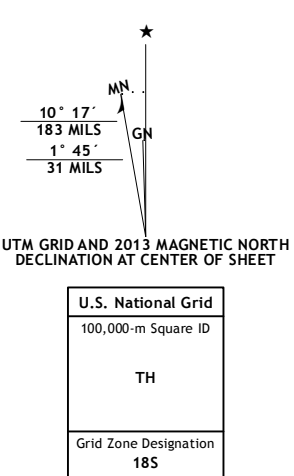 ★
MN
GN
10° 17´
183 MILS
1° 45´
31 MILS
UTM GRID AND 2013 MAGNETIC NORTH
DECLINATION AT CENTER OF SHEET
U.S. National Grid
100,000-m Square ID
TH
Grid Zone Designation
18S